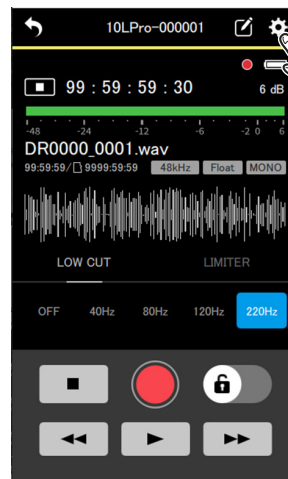 10LPro-000001
99 : 59 : 59 : 30 6 dB
-48 -24 -12 -6 -2 0 6
DR0000_0001.wav
99:59:59/ 9999:59:59 48kHz Float MONO
LOW CUT LIMITER
OFF 40Hz 80Hz 120Hz 220Hz